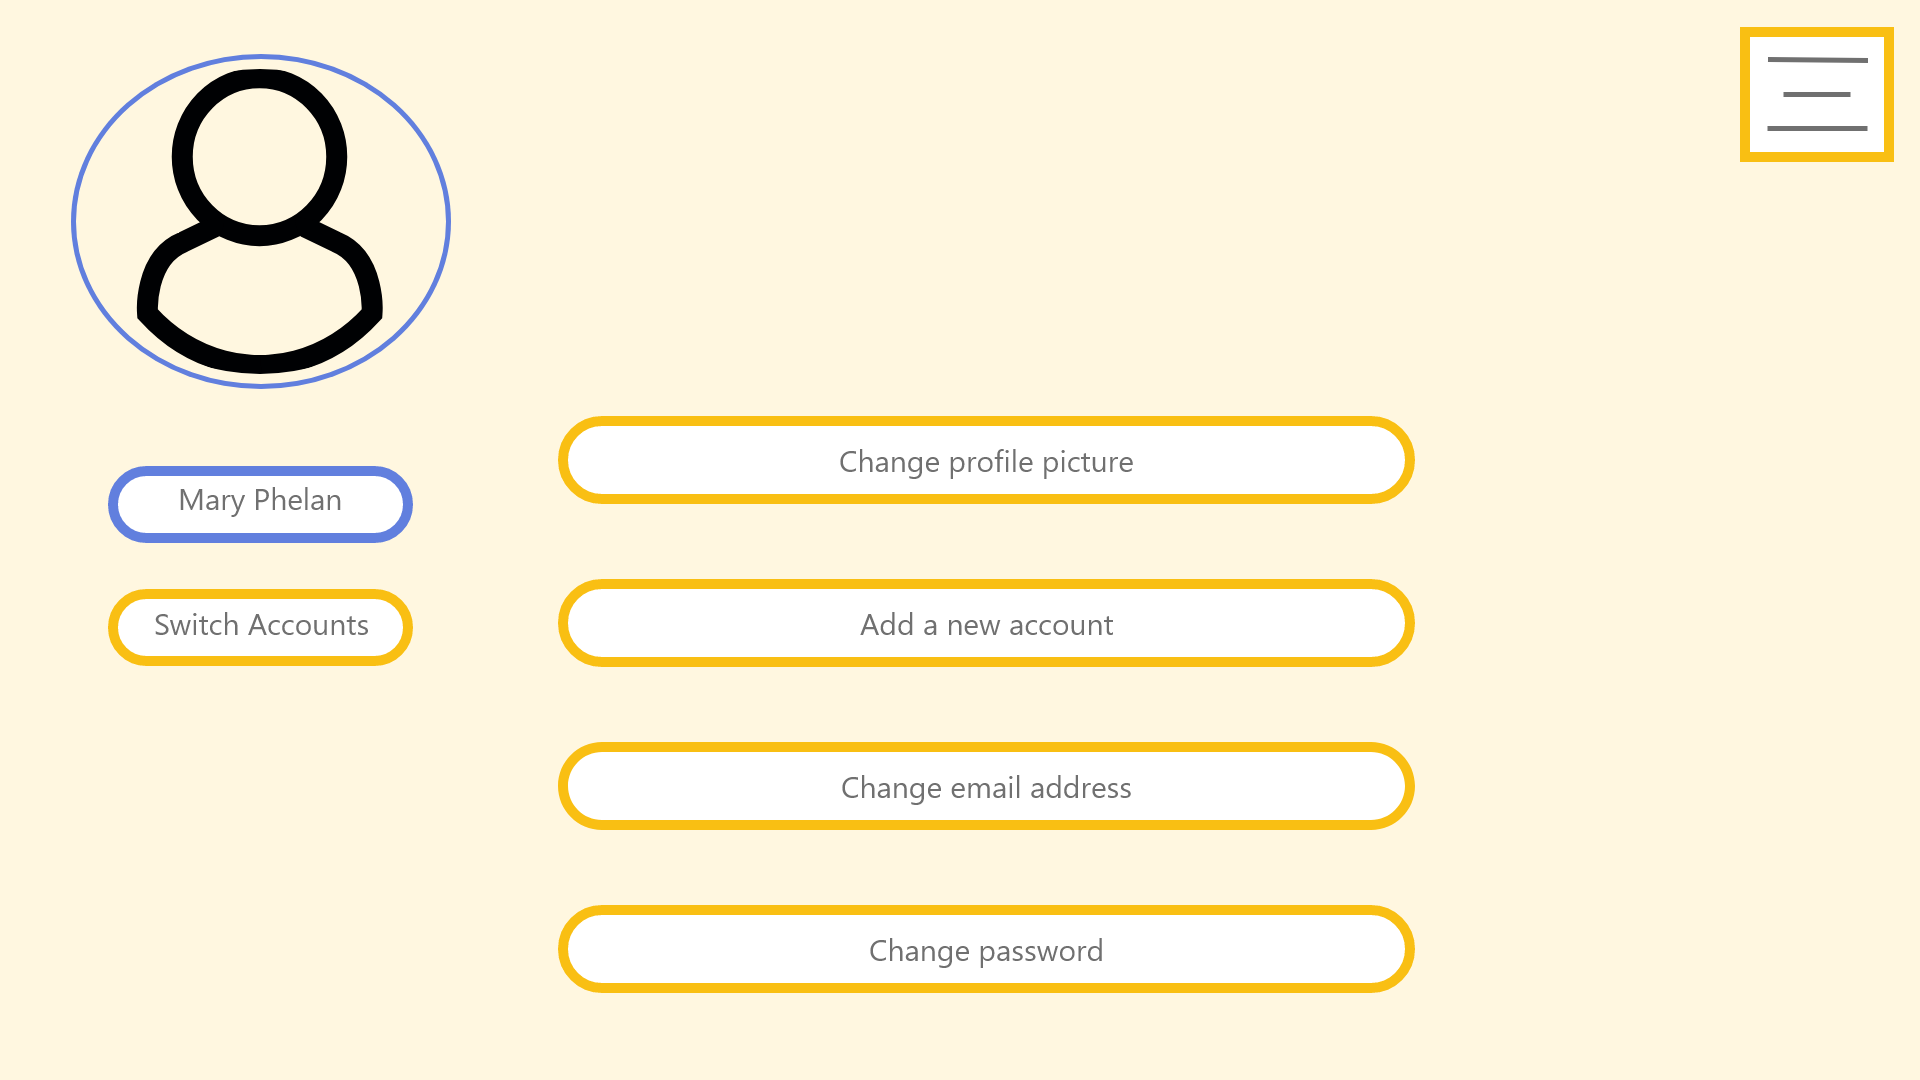 Mary Phelan
Switch Accounts
Change profile picture
Add a new account
Change email address
Change password